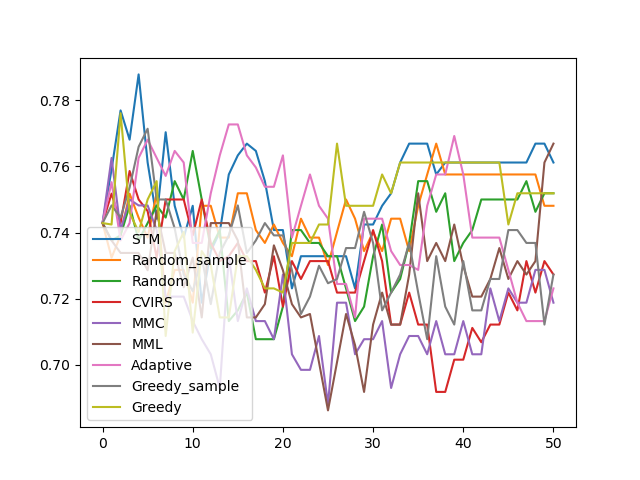 0.78
0.76
0.74
0.72
0.70
STM
Random_sample
Random
CVIRS
MMC
MML
Adaptive
Greedy_sample
Greedy
0
10
20
30
40
50